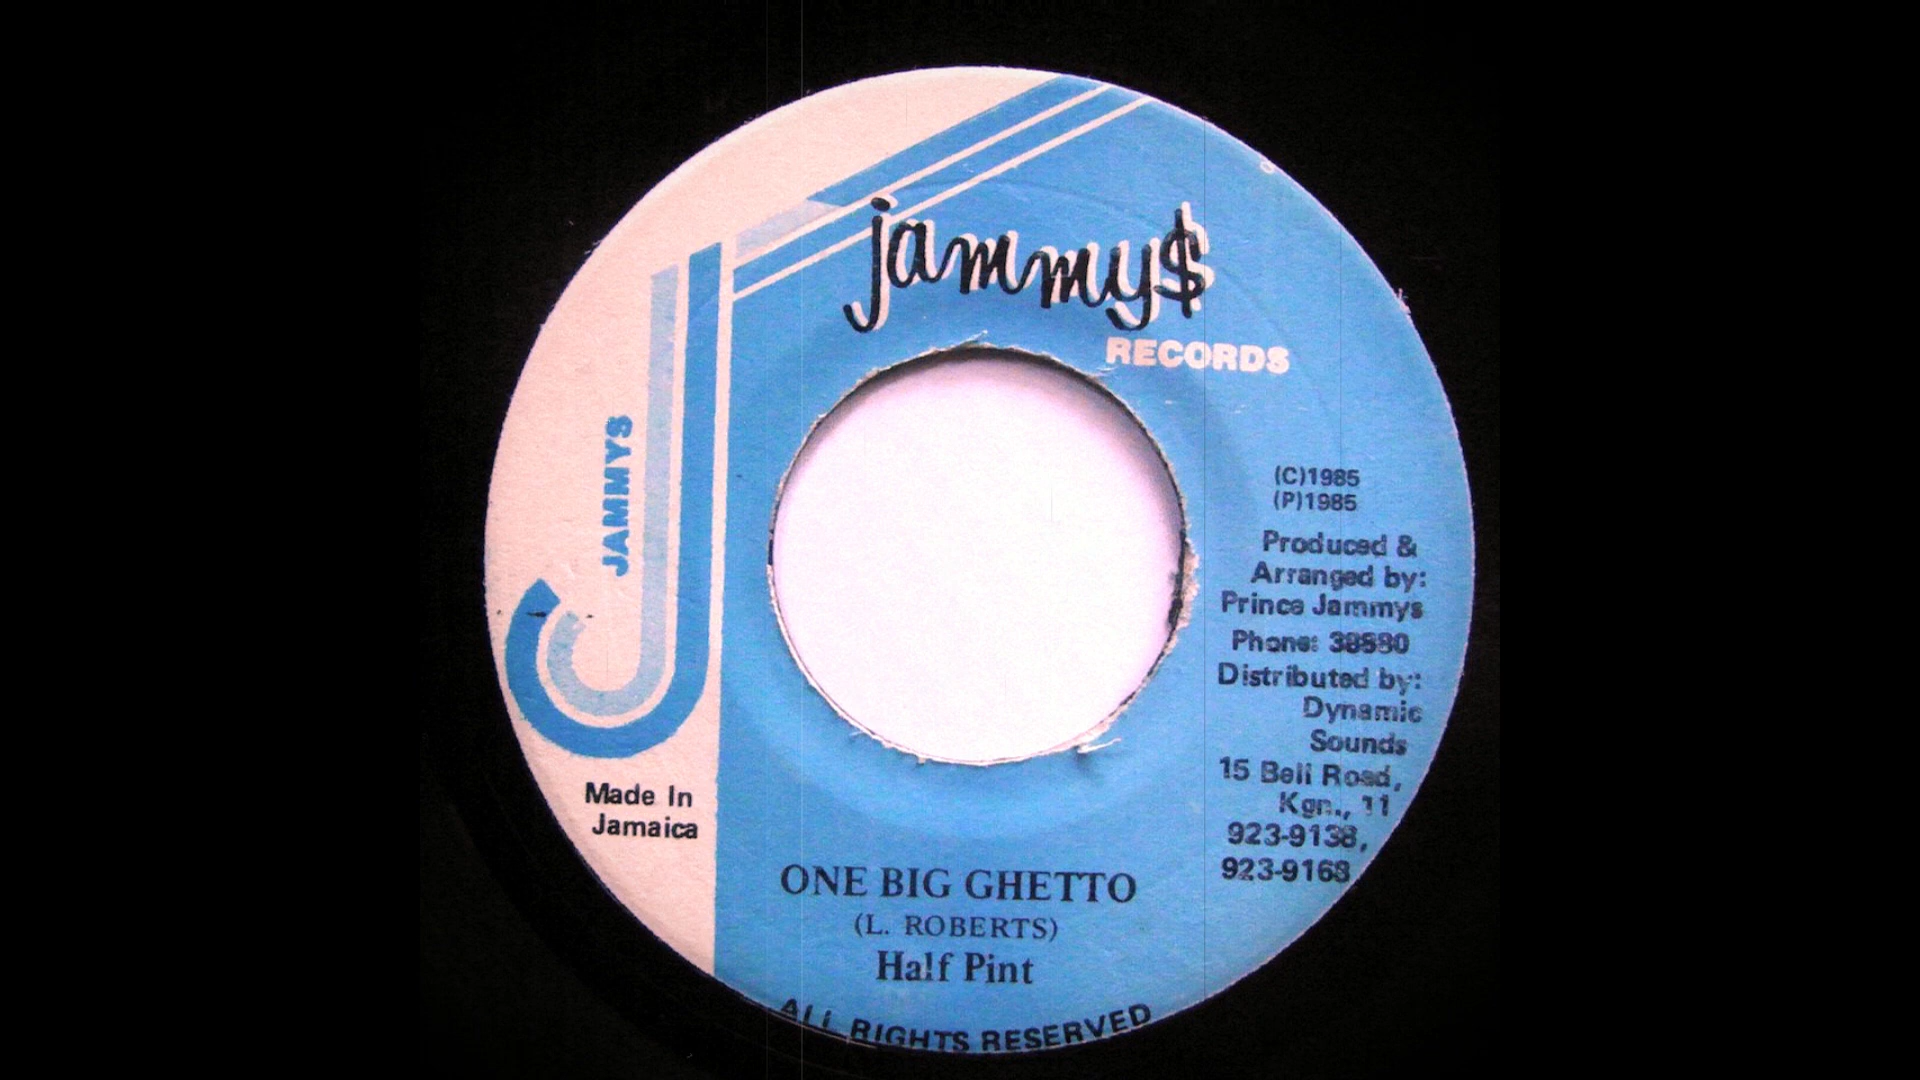 jammy$
RECORDS
JAMMYS
(C)1985
(P)1985
Produced &
Arranged by:
Prince Jammys
Phone: 38580
Distributed by:
Dynamic
Sounds
15 Bell Road,
Kgn., 11
923-9138,
923-9168
Made In
Jamaica
ONE BIG GHETTO
(L. ROBERTS)
Half Pint
ALL RIGHTS RESERVED